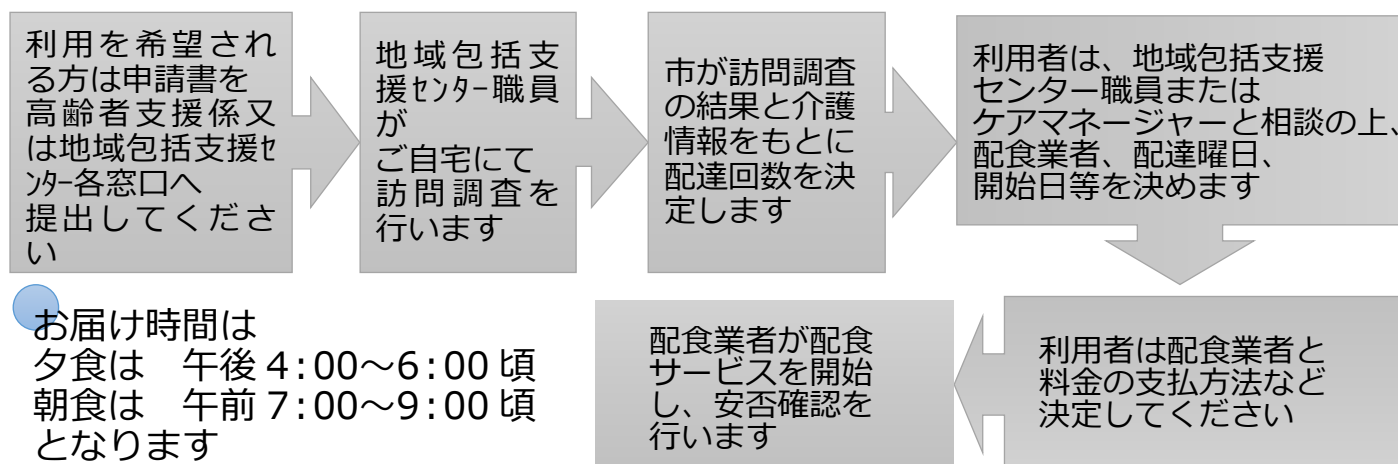 利用を希望され
る方は申請書を
高齢者支援係又
は地域包括支援ｾ
ﾝﾀｰ各窓口へ
提出してくださ
い
地域包括支
援ｾﾝﾀｰ職員
が
ご自宅にて
訪問調査を
行います
市が訪問調査
の結果と介護
情報をもとに
配達回数を決
定します
利用者は、地域包括支援
センター職員または
ケアマネージャーと相談の上、
配食業者、配達曜日、
開始日等を決めます
利用者は配食業者と
料金の支払方法など
決定してください
配食業者が配食
サービスを開始
し、安否確認を
行います
お届け時間は
夕食は　午後 4:00～6:00 頃
朝食は　午前 7:00～9:00 頃
となります